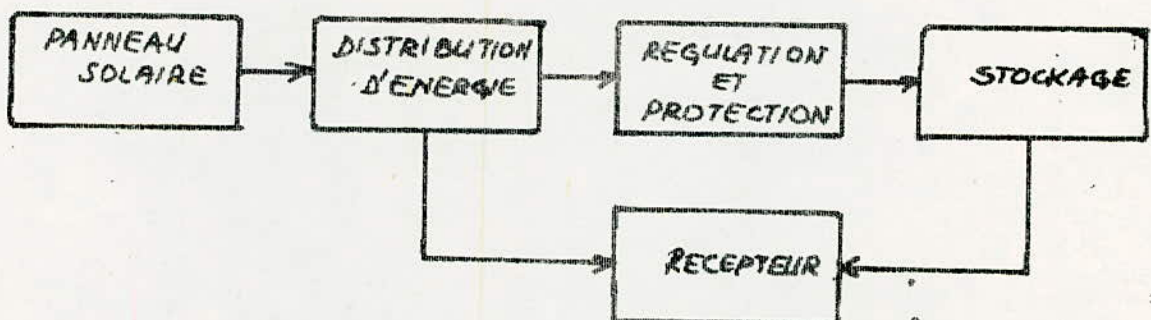 PANNEAU
SOLAIRE
DISTRIBUTION
D'ENERGIE
REGULATION
ET
PROTECTION
STOCKAGE
RECEPTEUR